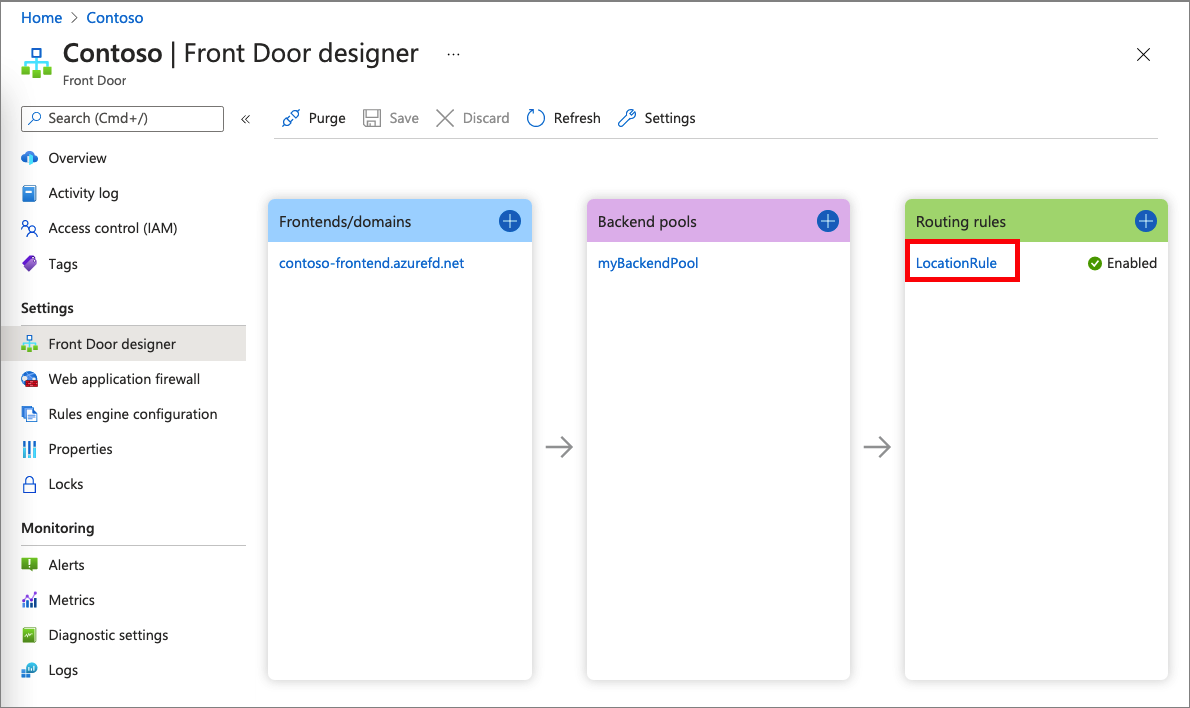 Home > Contoso
Contoso | Front Door designer ...
Front Door
Search (Cmd+/)
«
Purge
Save
Discard
Refresh
Settings
Overview
Activity log
Access control (IAM)
Tags
Settings
Front Door designer
Web application firewall
Rules engine configuration
Properties
Locks
Monitoring
Alerts
Metrics
Diagnostic settings
Logs
Frontends/domains
contoso-frontend.azurefd.net
Backend pools
myBackendPool
Routing rules
LocationRule
Enabled